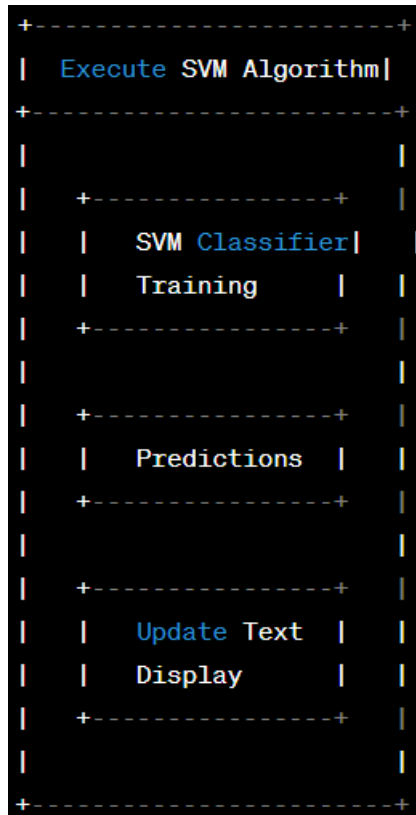 Execute SVM Algorithm
SVM Classifier
Training
Predictions
Update Text
Display